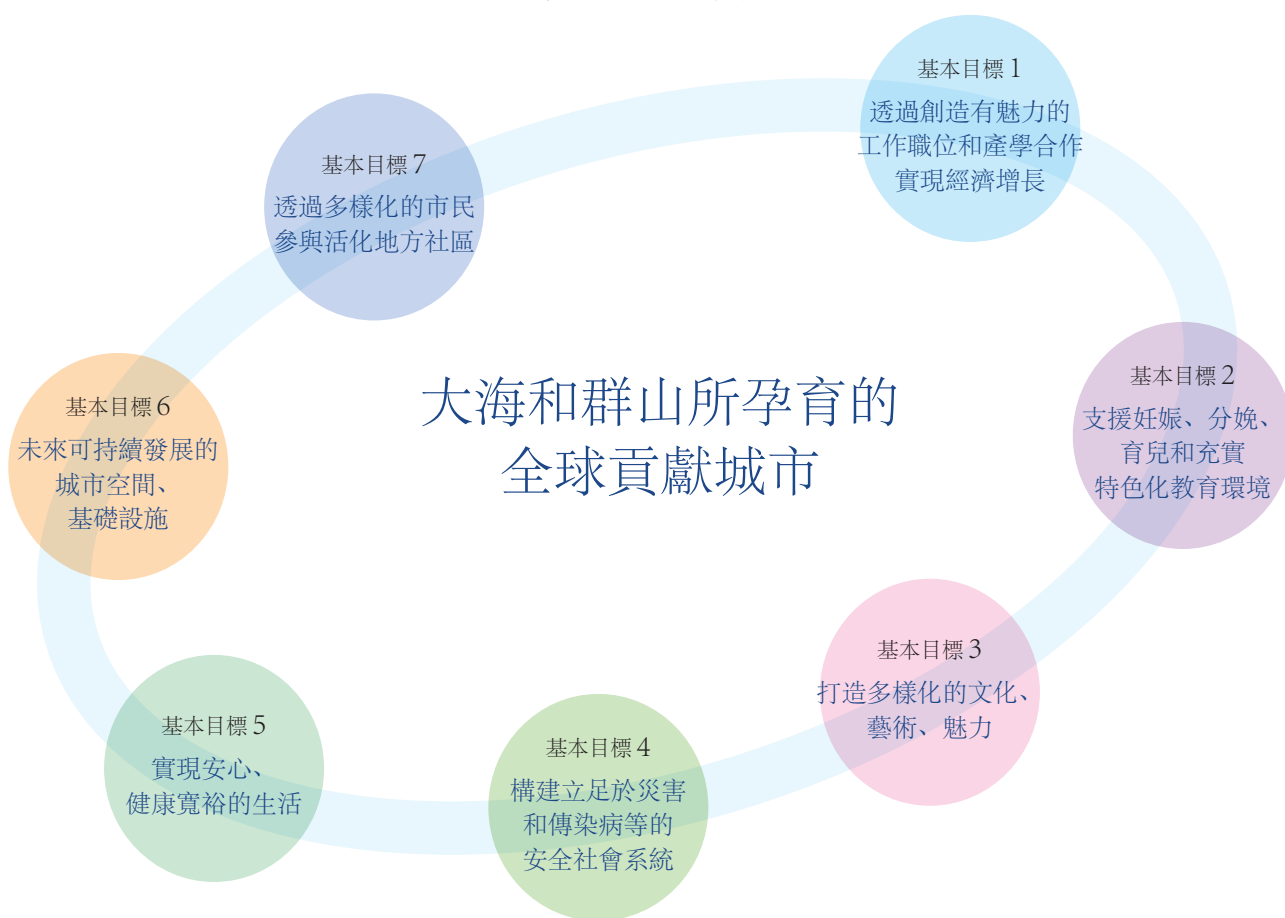 基本目標 1
透過創造有魅力的
工作職位和產學合作
實現經濟增長
基本目標 2
支援妊娠、分娩、
育兒和充實
特色化教育環境
基本目標 3
打造多樣化的文化、
藝術、魅力
基本目標 4
構建立足於災害
和傳染病等的
安全社會系統
基本目標 5
實現安心、
健康寬裕的生活
基本目標 6
未來可持續發展的
城市空間、
基礎設施
基本目標 7
透過多樣化的市民
參與活化地方社區
大海和群山所孕育的
全球貢獻城市